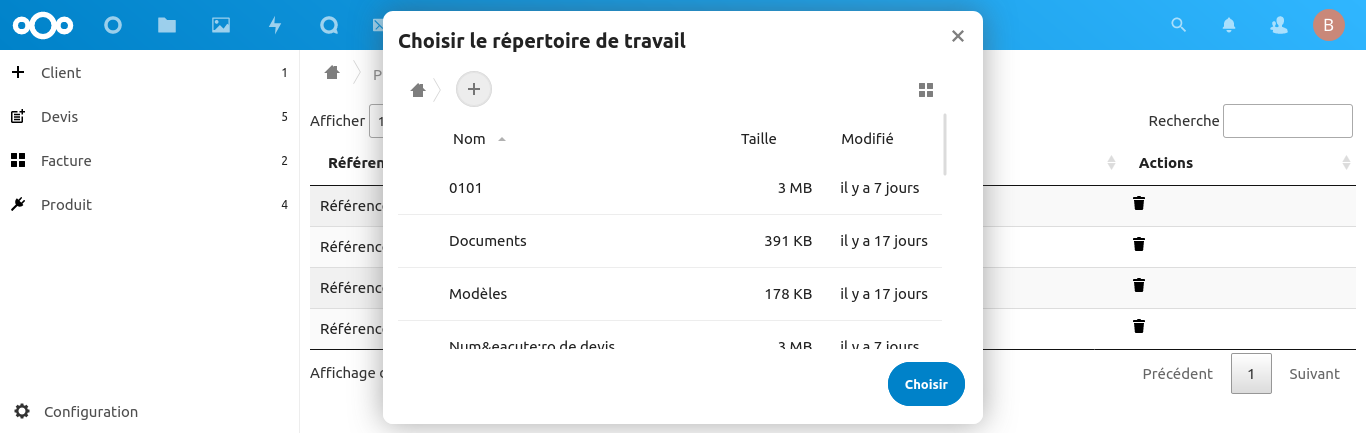 B
Choisir le répertoire de travail
Client 1
Devis 5
Facture 2
Produit 4
Configuration
P
Afficher 1
Recherche
Référen
Actions
Référenc
Référenc
Référenc
Référenc
Affichage
Précédent 1 Suivant
Nom Taille Modifié
0101 3 MB il y a 7 jours
Documents 391 KB il y a 17 jours
Modèles 178 KB il y a 17 jours
Num&eacute;ro de devis 3 MB il y a 7 jours
Choisir